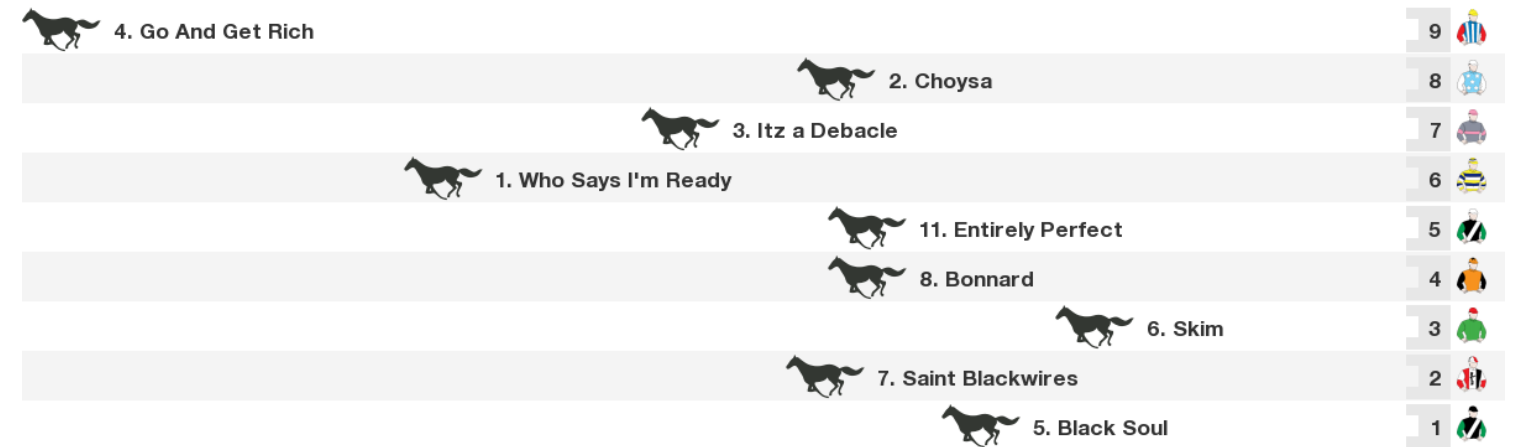 4. Go And Get Rich 9
2. Choysa 8
3. Itz a Debacle 7
1. Who Says I'm Ready 6
11. Entirely Perfect 5
8. Bonnard 4
6. Skim 3
7. Saint Blackwires 2
5. Black Soul 1